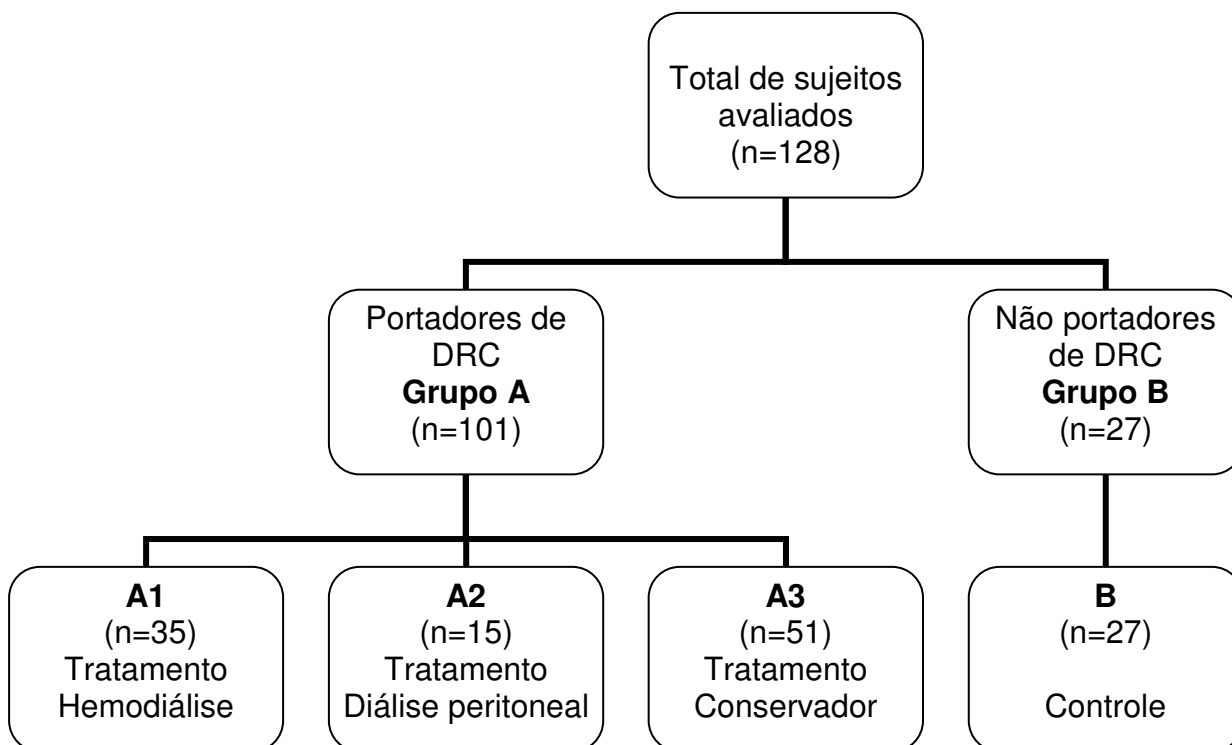 Total de sujeitos
avaliados
(n=128)
Portadores de
DRC
Grupo A
(n=101)
Não portadores
de DRC
Grupo B
(n=27)
A1
(n=35)
Tratamento
Hemodiálise
A2
(n=15)
Tratamento
Diálise peritoneal
A3
(n=51)
Tratamento
Conservador
B
(n=27)
Controle